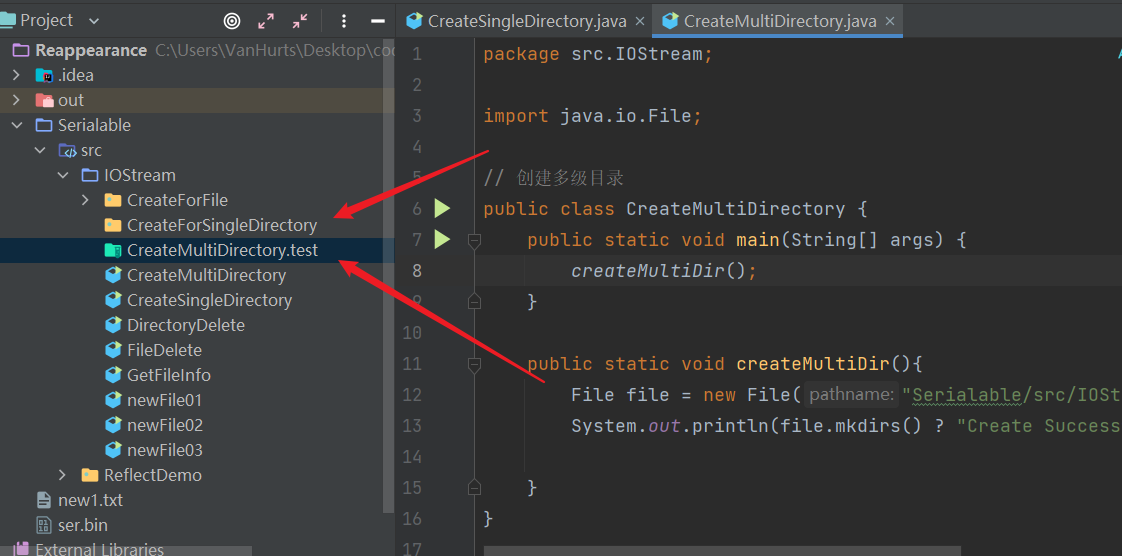 Project
Reappearance C:\Users\VanHurts\Desktop\co
.idea
out
Serialable
src
IOStream
CreateForFile
CreateForSingleDirectory
CreateMultiDirectory.test
CreateMultiDirectory
CreateSingleDirectory
DirectoryDelete
FileDelete
GetFileInfo
newFile01
newFile02
newFile03
ReflectDemo
new1.txt
ser.bin
External Libraries
CreateSingleDirectory.java
CreateMultiDirectory.java
1 package src.IOStream;
2
3 import java.io.File;
4
5 // 创建多级目录
6 public class CreateMultiDirectory {
7 public static void main(String[] args) {
8 createMultiDir();
9 }
10
11 public static void createMultiDir(){
12 File file = new File( pathname: "Serialable/src/IOSt
13 System.out.println(file.mkdirs() ? "Create Success
14
15 }
16 }
17